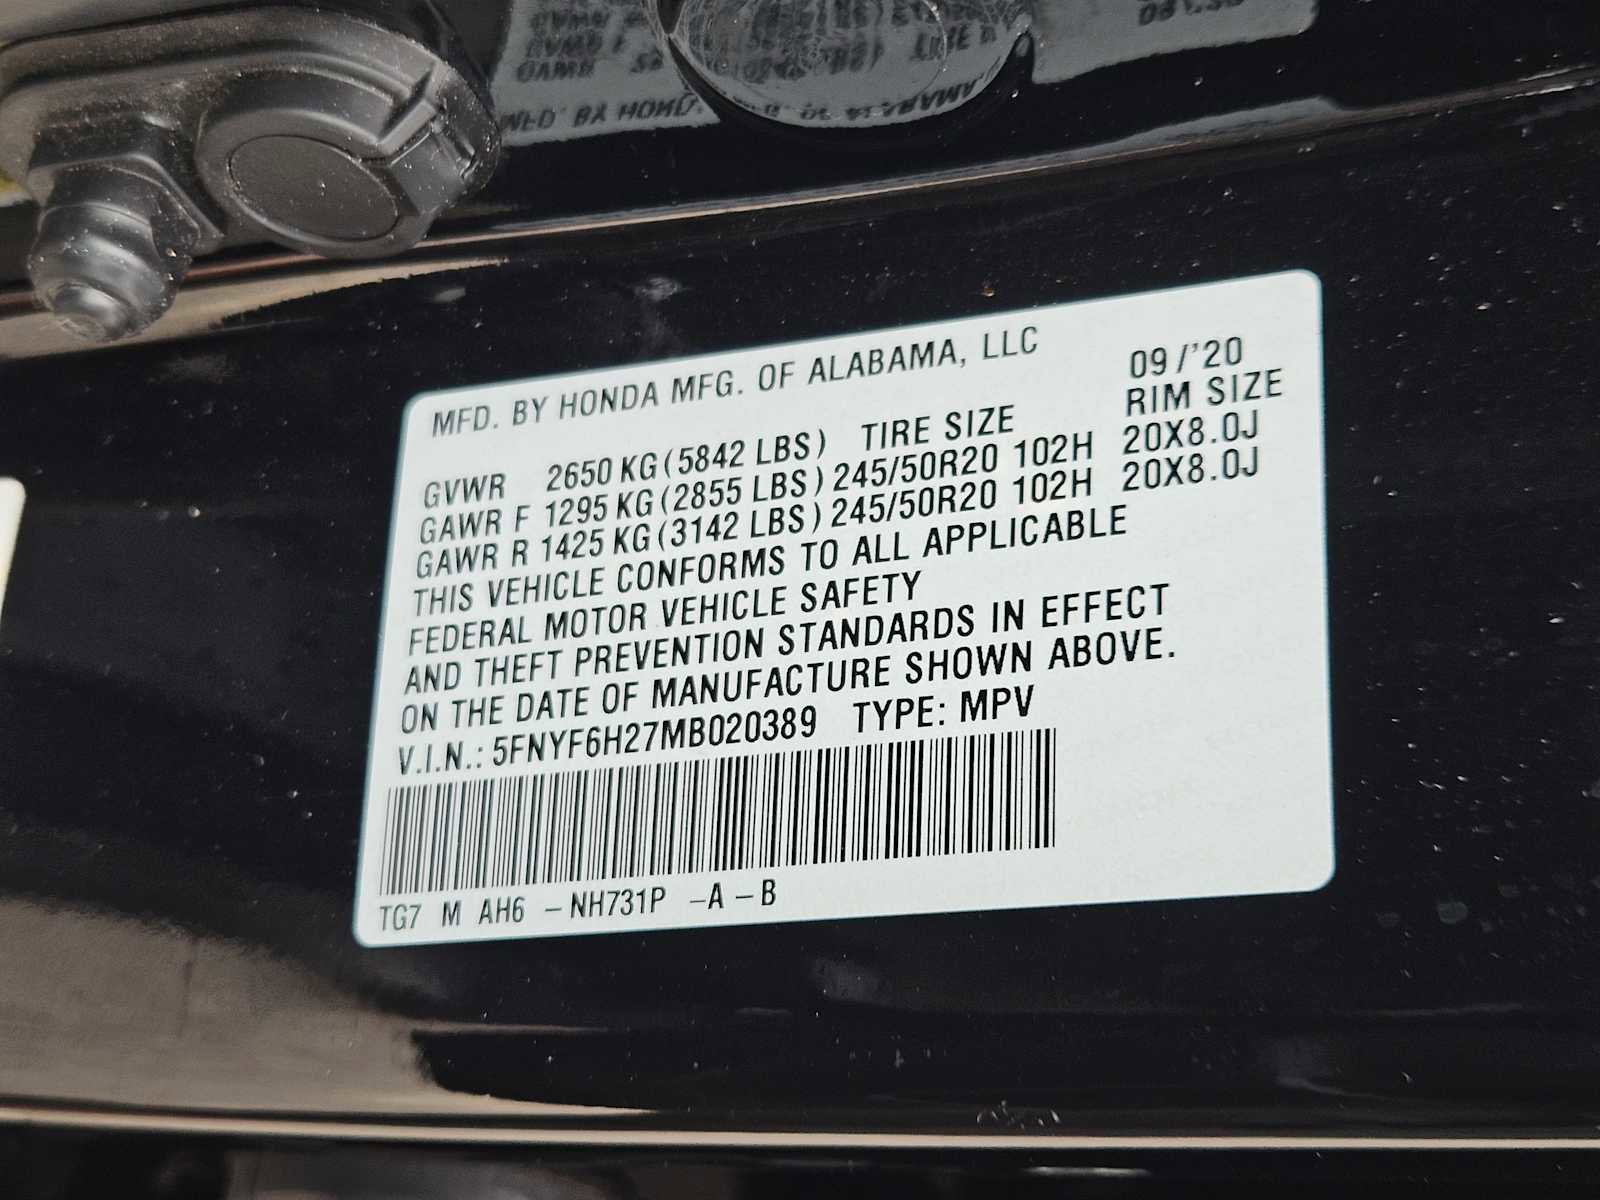 MFD. BY HONDA MFG. OF ALABAMA, LLC 09/'20
GVWR 2650 KG (5842 LBS) TIRE SIZE RIM SIZE
GAWR F 1295 KG (2855 LBS) 245/50R20 102H 20X8.0J
GAWR R 1425 KG (3142 LBS) 245/50R20 102H 20X8.0J
THIS VEHICLE CONFORMS TO ALL APPLICABLE
FEDERAL MOTOR VEHICLE SAFETY
AND THEFT PREVENTION STANDARDS IN EFFECT
ON THE DATE OF MANUFACTURE SHOWN ABOVE.
V.I.N.: 5FNYF6H27MB020389 TYPE: MPV
TG7 M AH6 -NH731P -A -B